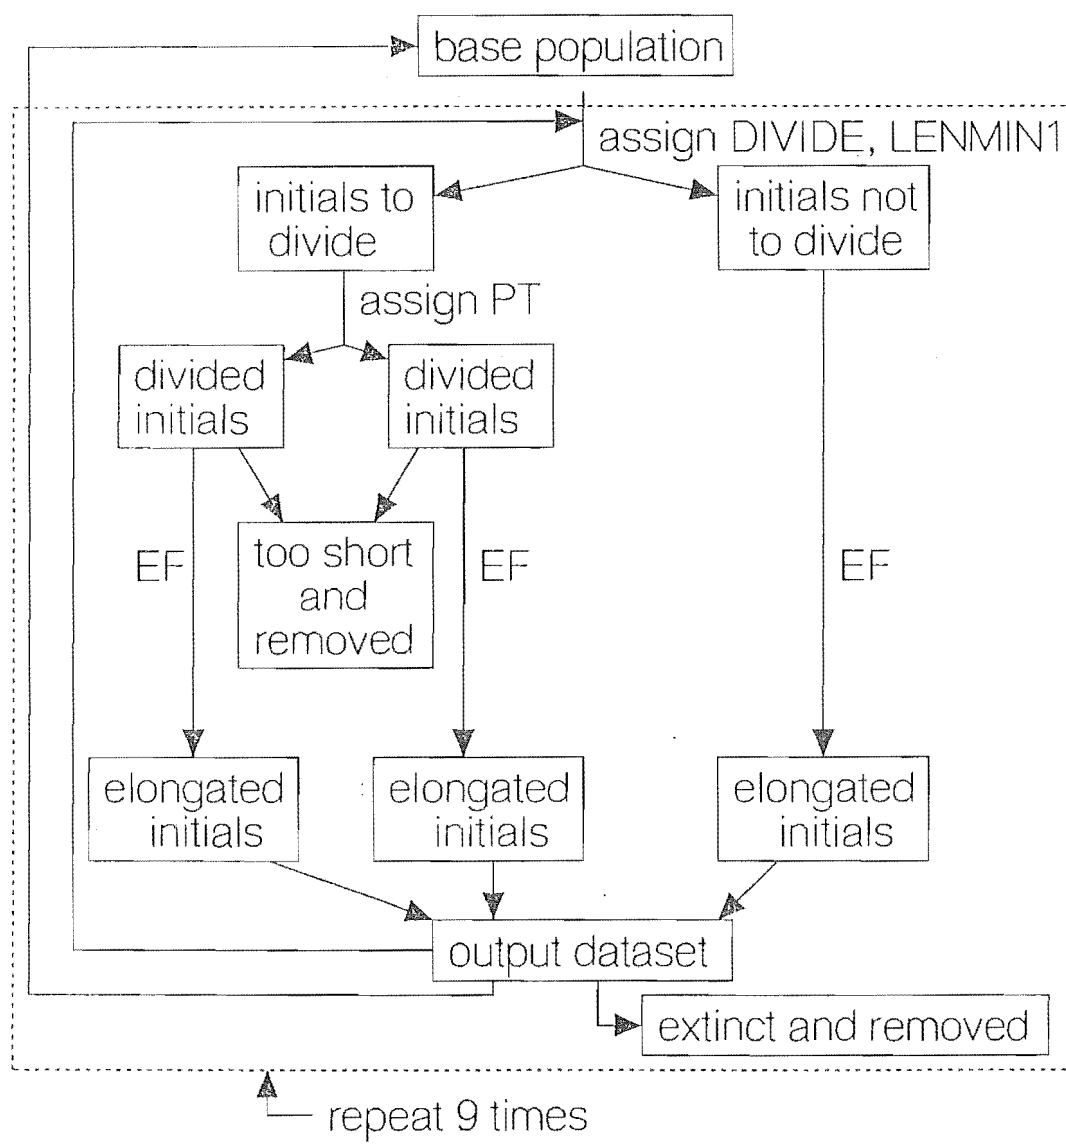 base population
assign DIVIDE, LENMIN1
initials to
divide
initials not
to divide
assign PT
divided
initials
divided
initials
too short
and
removed
EF
EF
EF
elongated
initials
elongated
initials
elongated
initials
output dataset
extinct and removed
repeat 9 times